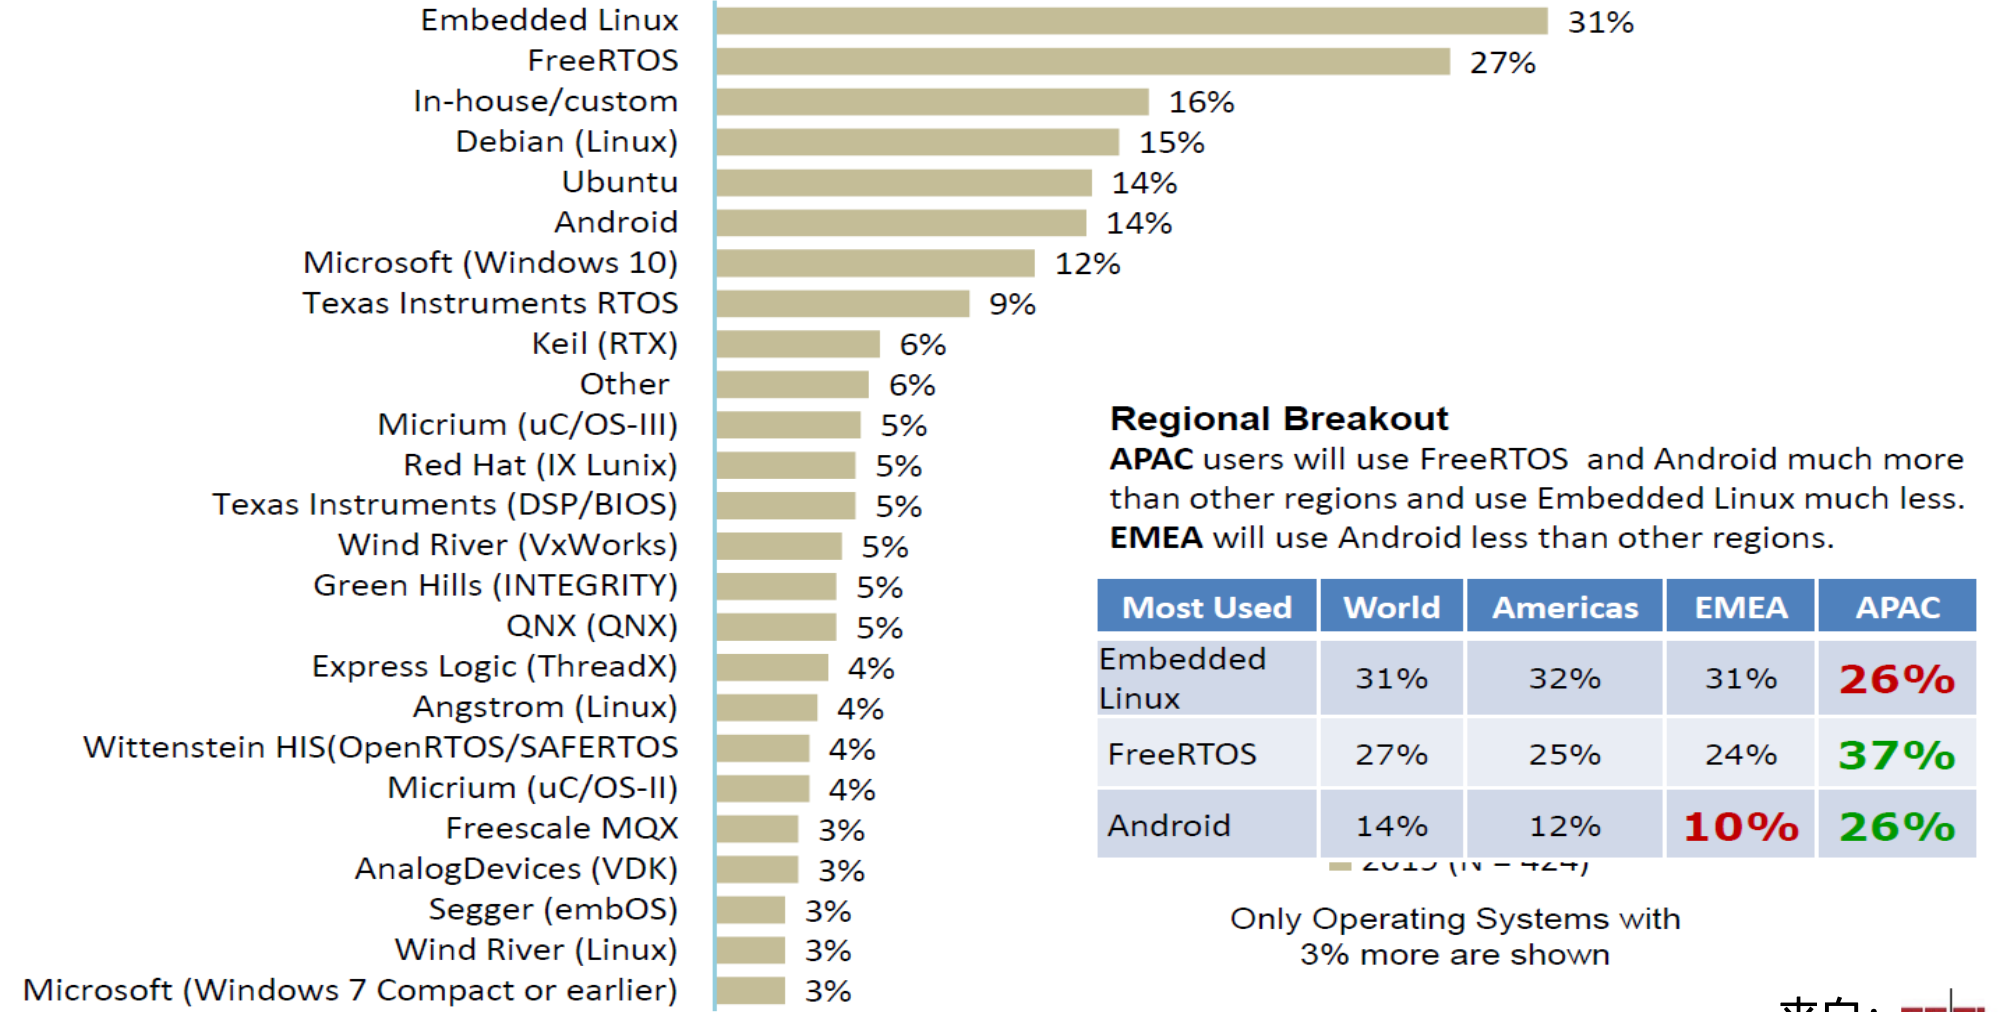 Embedded Linux 31%
FreeRTOS 27%
In-house/custom 16%
Debian (Linux) 15%
Ubuntu 14%
Android 14%
Microsoft (Windows 10) 12%
Texas Instruments RTOS 9%
Keil (RTX) 6%
Other 6%
Micrium (uC/OS-III) 5%
Red Hat (IX Lunix) 5%
Texas Instruments (DSP/BIOS) 5%
Wind River (VxWorks) 5%
Green Hills (INTEGRITY) 5%
QNX (QNX) 5%
Express Logic (ThreadX) 4%
Angstrom (Linux) 4%
Wittenstein HIS(OpenRTOS/SAFERTOS 4%
Micrium (uC/OS-II) 4%
Freescale MQX 3%
AnalogDevices (VDK) 3%
Segger (embOS) 3%
Wind River (Linux) 3%
Microsoft (Windows 7 Compact or earlier) 3%
Regional Breakout
APAC users will use FreeRTOS and Android much more
than other regions and use Embedded Linux much less.
EMEA will use Android less than other regions.
Most Used World Americas EMEA APAC
Embedded
Linux 31% 32% 31% 26%
FreeRTOS 27% 25% 24% 37%
Android 14% 12% 10% 26%
(N = 424)
Only Operating Systems with
3% more are shown